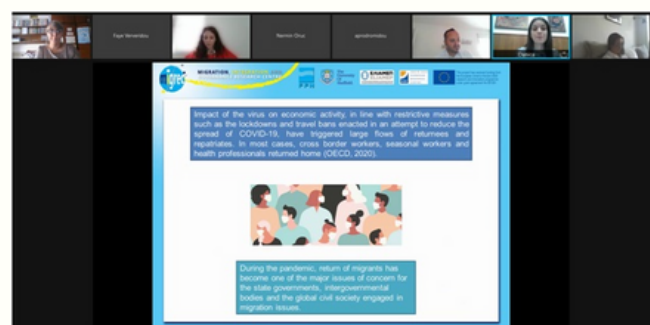 MIGRATION
Impact of the virus on economic activity, in line with restrictive measures
such as the lockdowns and travel bans enacted in an attempt to reduce the
spread of COVID-19, have triggered large flows of returnees and
repatriates. In most cases, cross border workers, seasonal workers and
health professionals returned home (OECD, 2020).
During the pandemic, return of migrants has
become one of the major issues of concern for
the state governments, intergovernmental
bodies and the global civil society engaged in
migration issues.